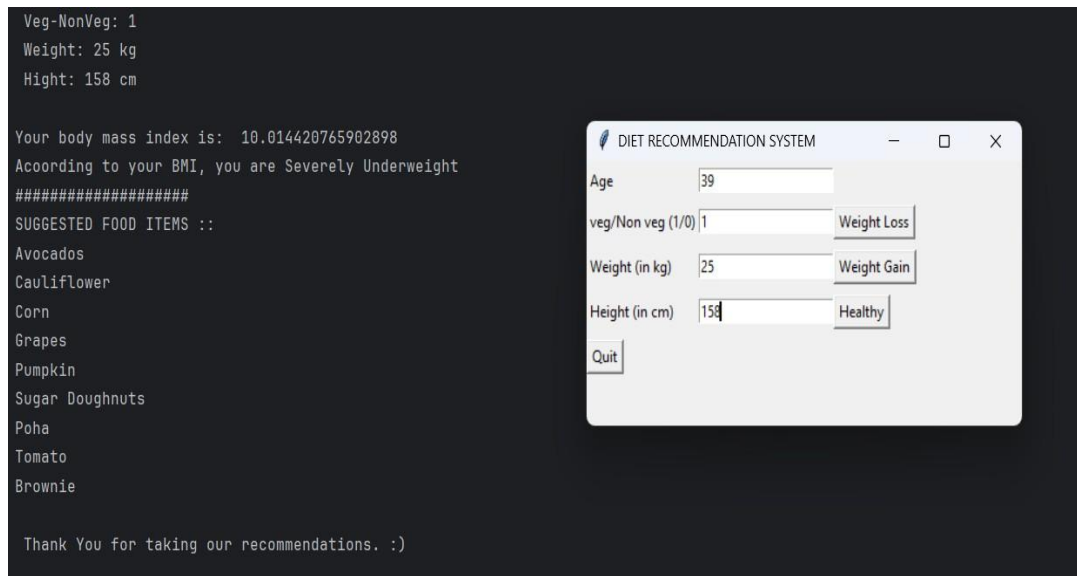 Veg-NonVeg: 1
Weight: 25 kg
Hight: 158 cm
Your body mass index is:  10.014420765902898
Acoording to your BMI, you are Severely Underweight
####################
SUGGESTED FOOD ITEMS ::
Avocados
Cauliflower
Corn
Grapes
Pumpkin
Sugar Doughnuts
Poha
Tomato
Brownie
Thank You for taking our recommendations. :)
DIET RECOMMENDATION SYSTEM
Age 39
veg/Non veg (1/0) 1 Weight Loss
Weight (in kg) 25 Weight Gain
Height (in cm) 158 Healthy
Quit